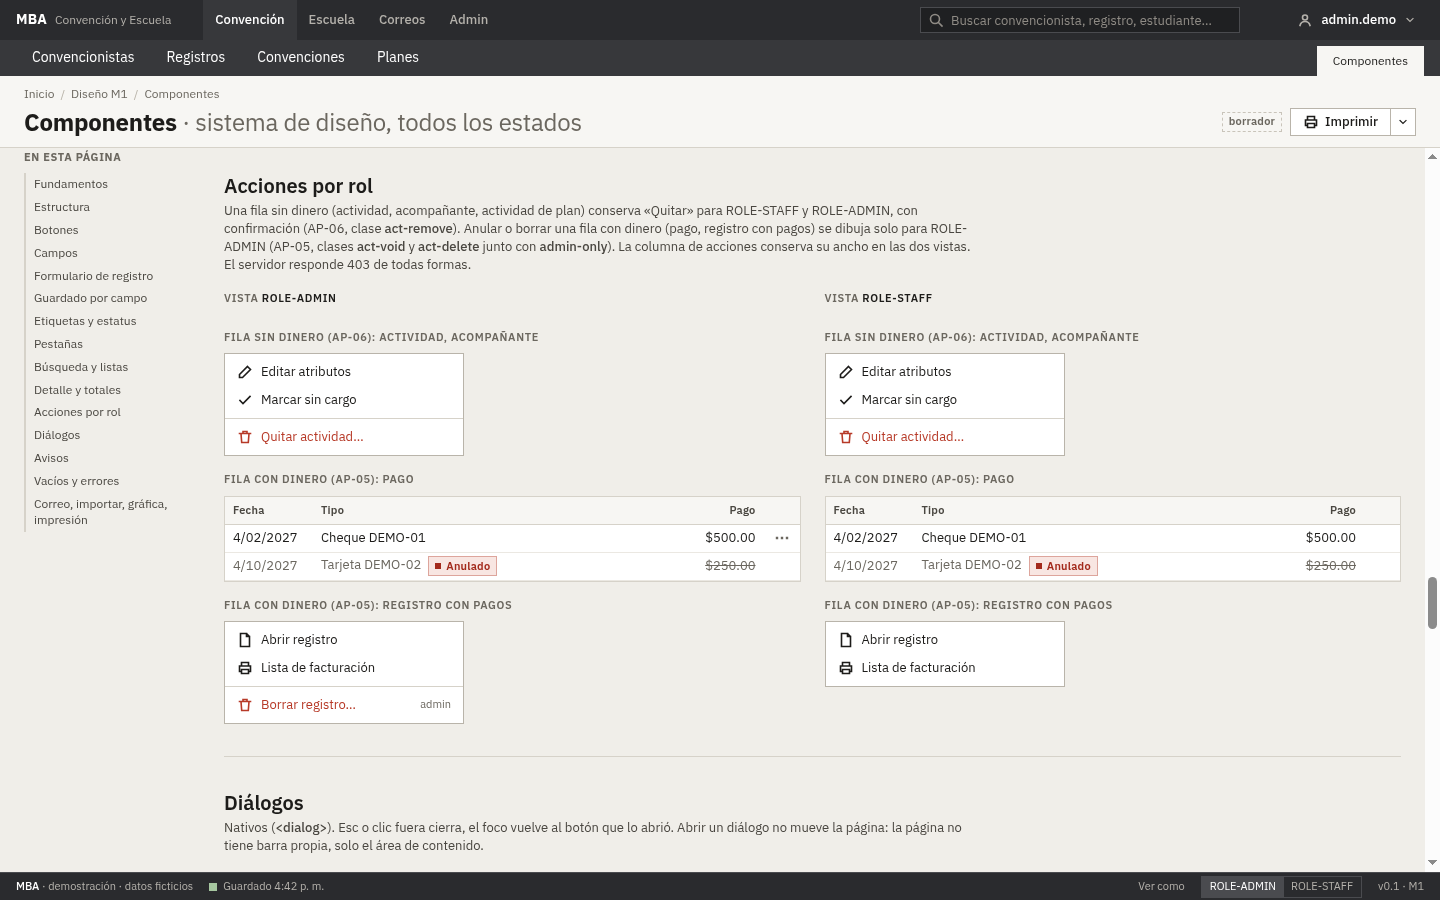 MBA Convención y Escuela Convención Escuela Correos Admin Buscar convencionista, registro, estudiante... admin.demo
Convencionistas Registros Convenciones Planes Componentes
Inicio / Diseño M1 / Componentes
Componentes · sistema de diseño, todos los estados borrador Imprimir
EN ESTA PÁGINA
Fundamentos
Estructura
Botones
Campos
Formulario de registro
Guardado por campo
Etiquetas y estatus
Pestañas
Búsqueda y listas
Detalle y totales
Acciones por rol
Diálogos
Avisos
Vacíos y errores
Correo, importar, gráfica,
impresión
Acciones por rol
Una fila sin dinero (actividad, acompañante, actividad de plan) conserva «Quitar» para ROLE-STAFF y ROLE-ADMIN, con
confirmación (AP-06, clase act-remove). Anular o borrar una fila con dinero (pago, registro con pagos) se dibuja solo para ROLE-
ADMIN (AP-05, clases act-void y act-delete junto con admin-only). La columna de acciones conserva su ancho en las dos vistas.
El servidor responde 403 de todas formas.
VISTA ROLE-ADMIN
FILA SIN DINERO (AP-06): ACTIVIDAD, ACOMPAÑANTE
Editar atributos
Marcar sin cargo
Quitar actividad...
FILA CON DINERO (AP-05): PAGO
Fecha Tipo Pago
4/02/2027 Cheque DEMO-01 $500.00
4/10/2027 Tarjeta DEMO-02 Anulado $250.00
FILA CON DINERO (AP-05): REGISTRO CON PAGOS
Abrir registro
Lista de facturación
Borrar registro... admin
VISTA ROLE-STAFF
FILA SIN DINERO (AP-06): ACTIVIDAD, ACOMPAÑANTE
Editar atributos
Marcar sin cargo
Quitar actividad...
FILA CON DINERO (AP-05): PAGO
Fecha Tipo Pago
4/02/2027 Cheque DEMO-01 $500.00
4/10/2027 Tarjeta DEMO-02 Anulado $250.00
FILA CON DINERO (AP-05): REGISTRO CON PAGOS
Abrir registro
Lista de facturación
Diálogos
Nativos (<dialog>). Esc o clic fuera cierra, el foco vuelve al botón que lo abrió. Abrir un diálogo no mueve la página: la página no
tiene barra propia, solo el área de contenido.
MBA · demostración · datos ficticios Guardado 4:42 p. m. Ver como ROLE-ADMIN ROLE-STAFF v0.1 · M1